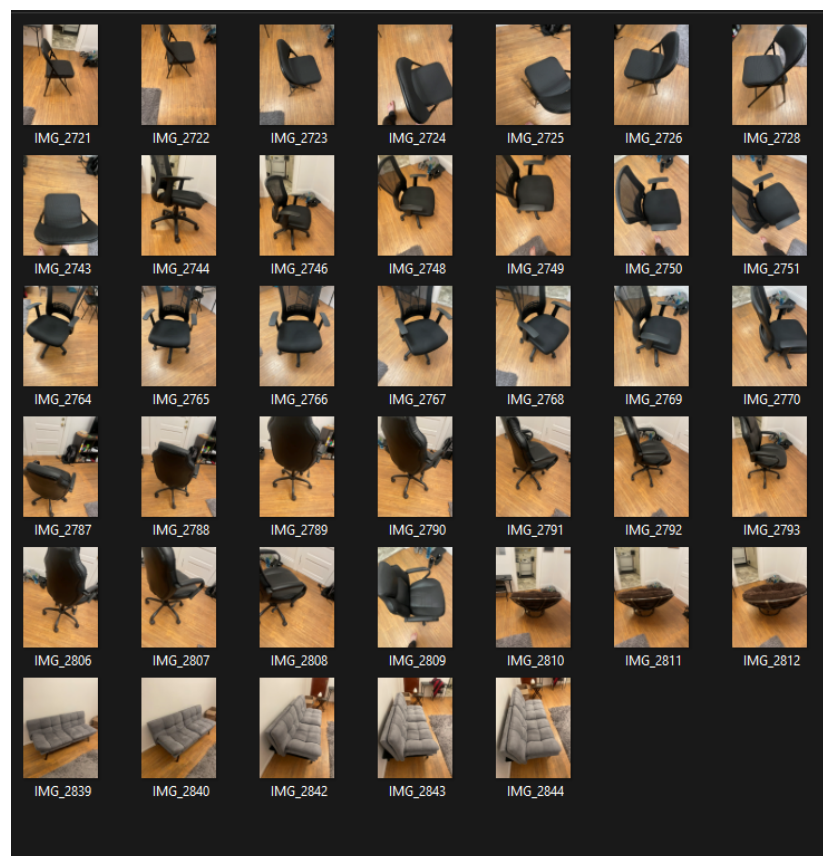 IMG_2721 IMG_2722 IMG_2723 IMG_2724 IMG_2725 IMG_2726 IMG_2728
IMG_2743 IMG_2744 IMG_2746 IMG_2748 IMG_2749 IMG_2750 IMG_2751
IMG_2764 IMG_2765 IMG_2766 IMG_2767 IMG_2768 IMG_2769 IMG_2770
IMG_2787 IMG_2788 IMG_2789 IMG_2790 IMG_2791 IMG_2792 IMG_2793
IMG_2806 IMG_2807 IMG_2808 IMG_2809 IMG_2810 IMG_2811 IMG_2812
IMG_2839 IMG_2840 IMG_2842 IMG_2843 IMG_2844